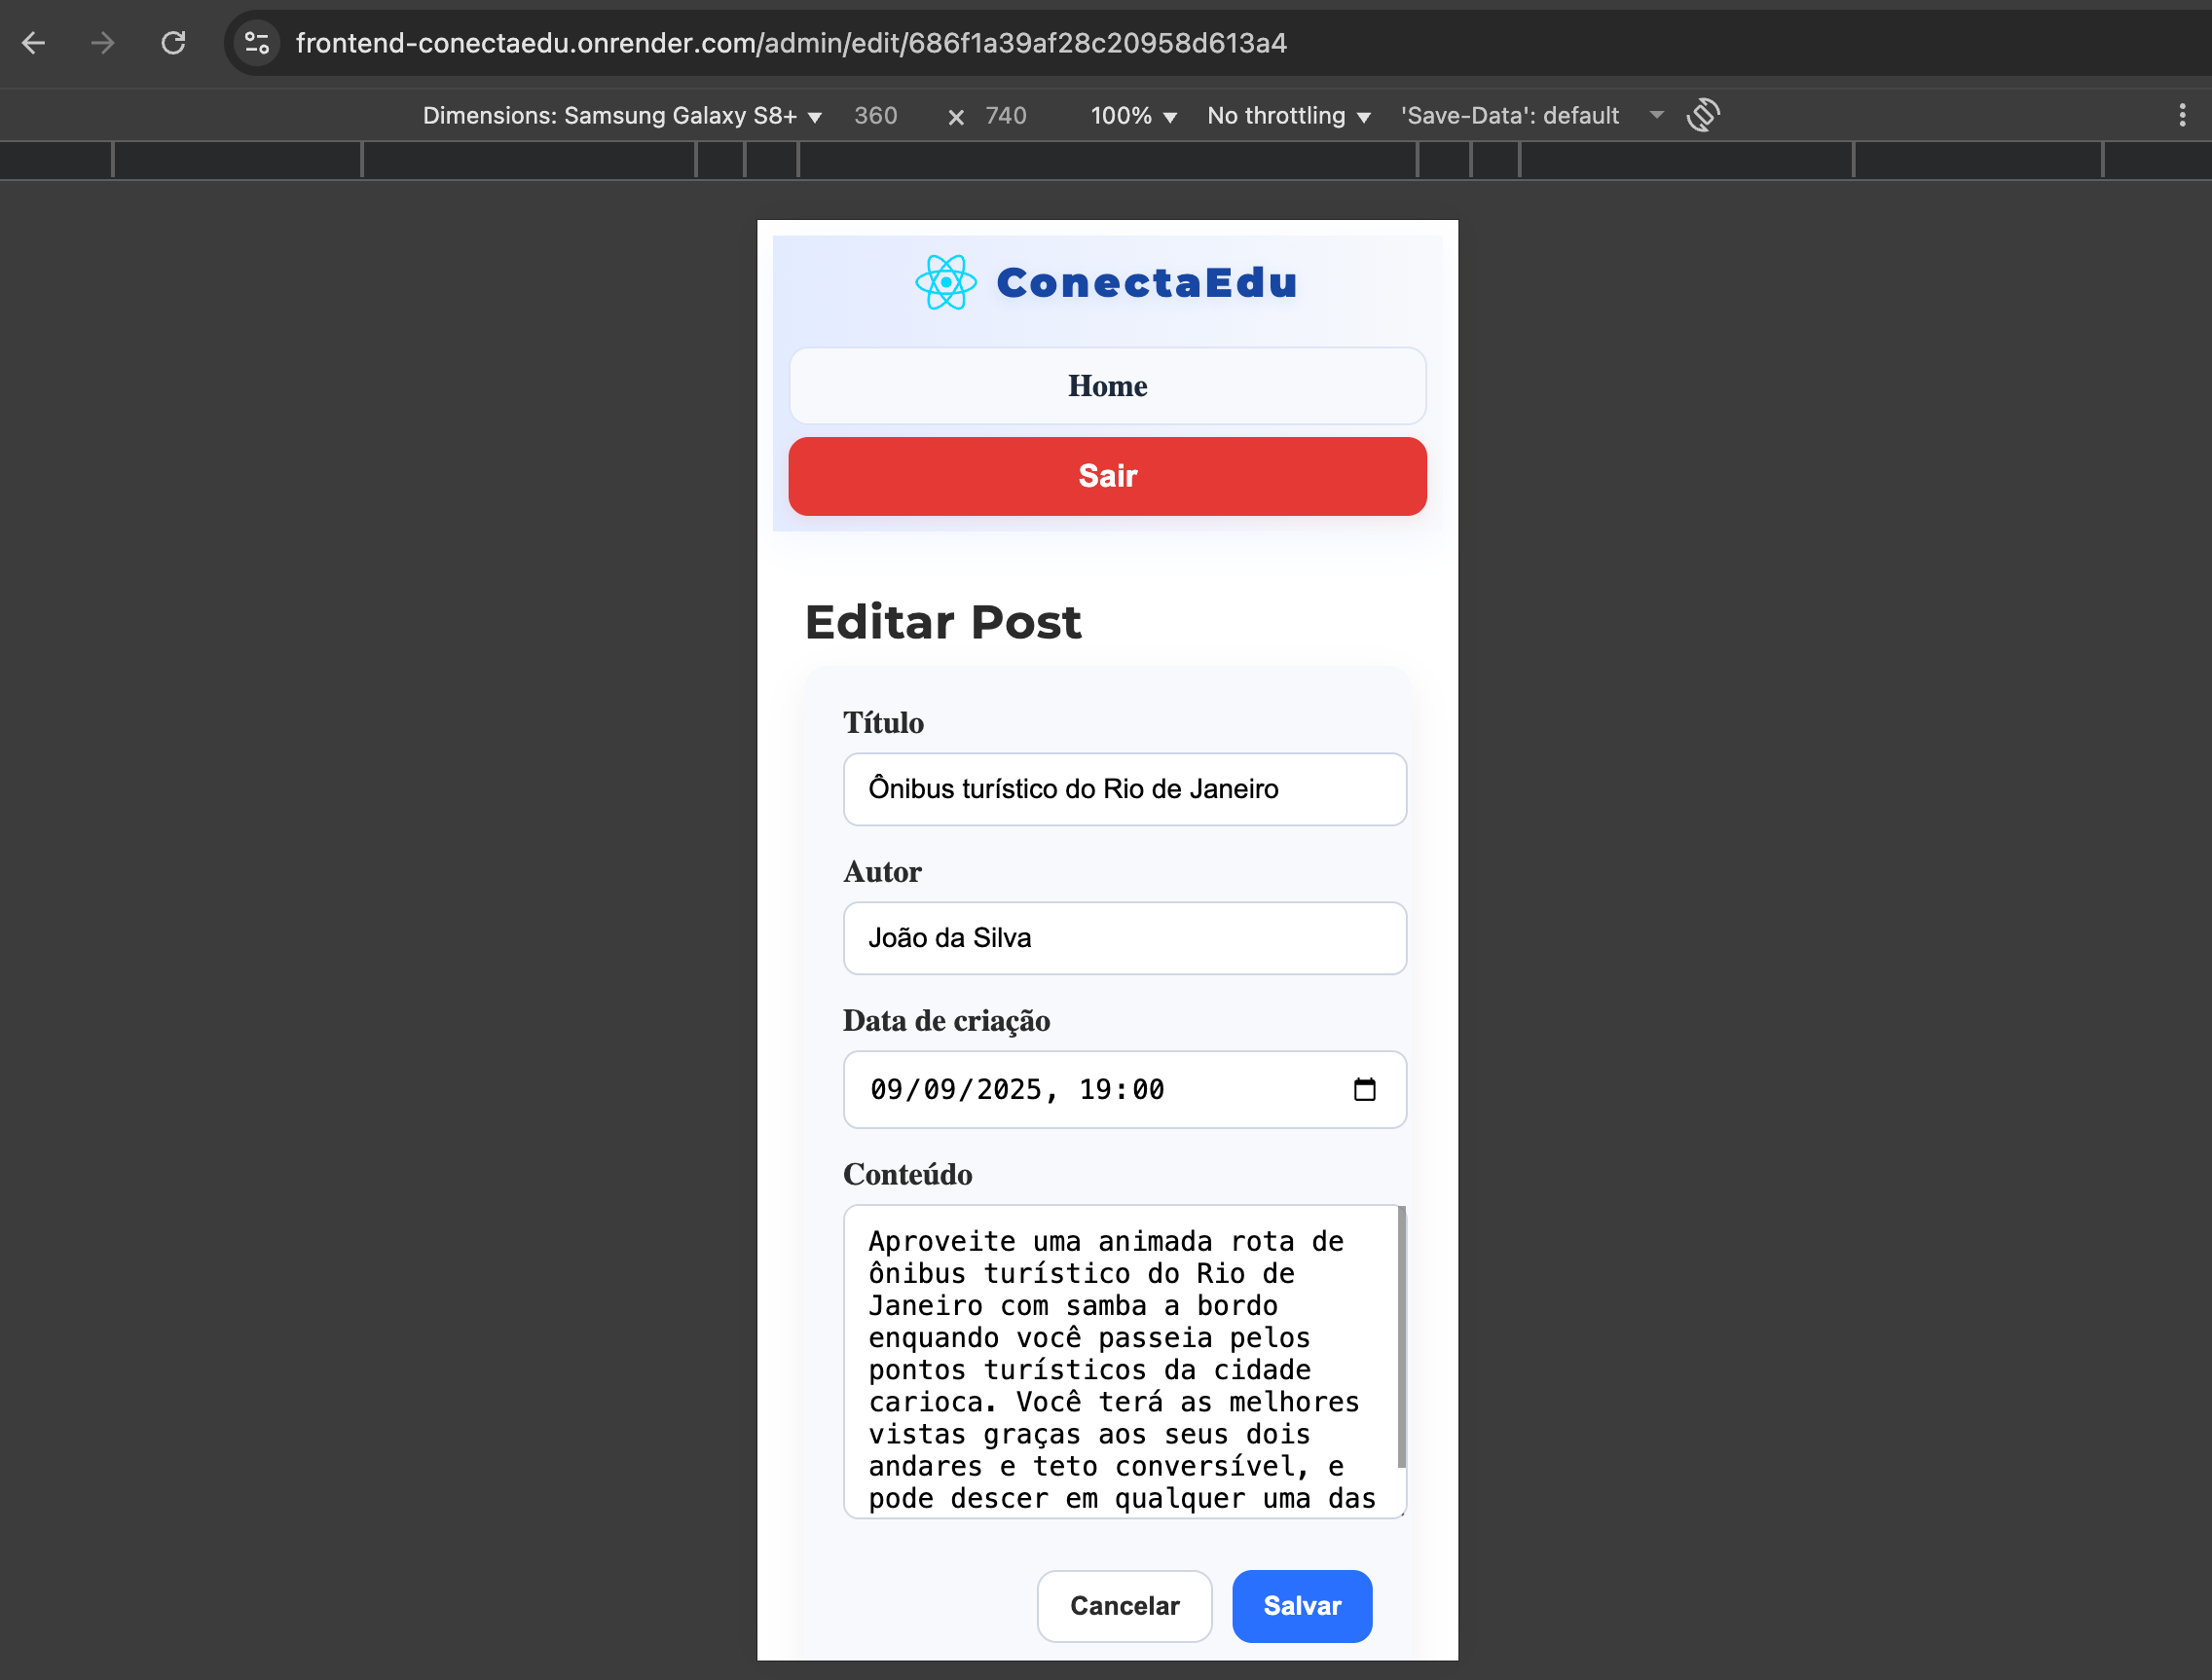 frontend-conectaedu.onrender.com/admin/edit/686f1a39af28c20958d613a4
Dimensions: Samsung Galaxy S8+ ▼ 360 × 740 100% ▼ No throttling ▼ 'Save-Data': default
ConectaEdu
Home
Sair
Editar Post
Título
Ônibus turístico do Rio de Janeiro
Autor
João da Silva
Data de criação
09/09/2025, 19:00
Conteúdo
Aproveite uma animada rota de
ônibus turístico do Rio de
Janeiro com samba a bordo
enquando você passeia pelos
pontos turísticos da cidade
carioca. Você terá as melhores
vistas graças aos seus dois
andares e teto conversível, e
pode descer em qualquer uma das
Cancelar Salvar